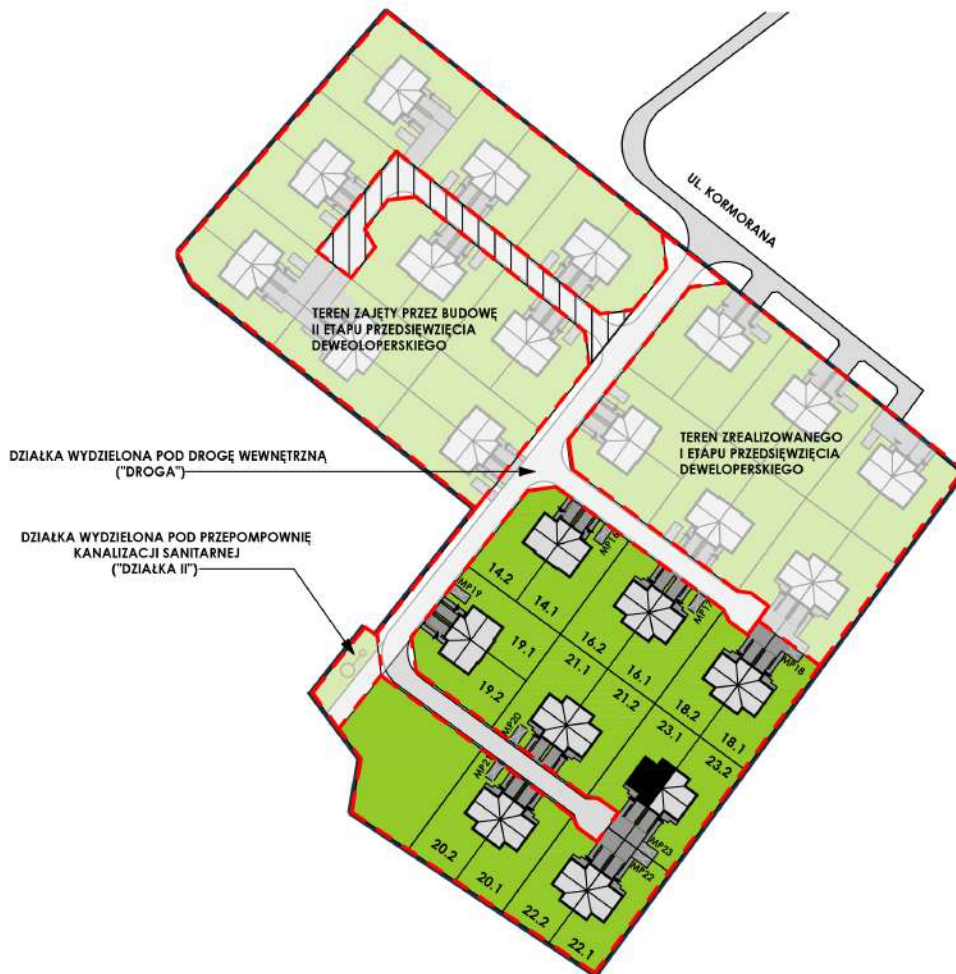 UL. KORMORANA
TEREN ZAJĘTY PRZEZ BUDOWĘ
II ETAPU PRZEDSIĘWZIĘCIA
DEWEOLOPERSKIEGO
TEREN ZREALIZOWANEGO
I ETAPU PRZEDSIĘWZIĘCIA
DEWELOPERSKIEGO
DZIAŁKA WYDZIELONA POD DROGĘ WEWNĘTRZNĄ
("DROGA")
DZIAŁKA WYDZIELONA POD PRZEPOMPOWNIĘ
KANALIZACJI SANITARNEJ
("DZIAŁKA II")
MP16
14.2
14.1
MP19
MP17
16.2
16.1
19.1
19.2
21.1
21.2
MP18
18.2
18.1
23.1
23.2
MP20
MP21
MP23
MP22
20.2
20.1
22.2
22.1